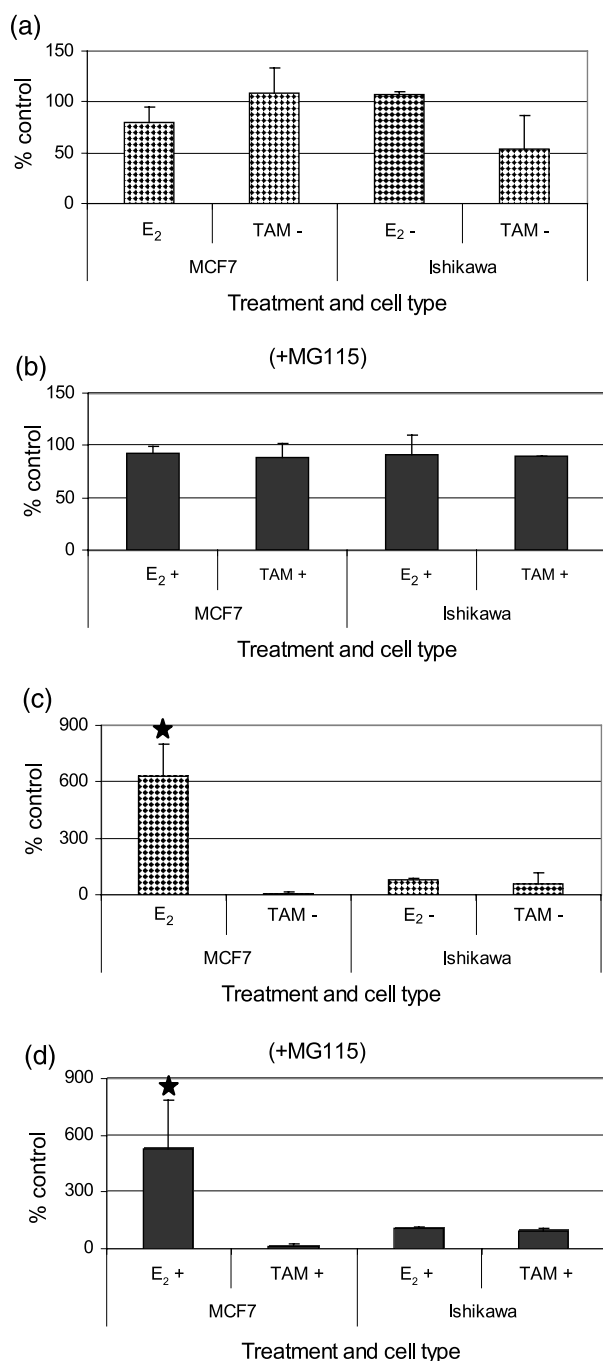 (a)
150
100
50
0
% control
E₂ TAM - E₂ - TAM -
MCF7 Ishikawa
Treatment and cell type
(b)
(+MG115)
150
100
50
0
% control
E₂ + TAM + E₂ + TAM +
MCF7 Ishikawa
Treatment and cell type
(c)
900
600
300
0
% control
E₂ TAM - E₂ - TAM -
MCF7 Ishikawa
Treatment and cell type
(d)
(+MG115)
900
600
300
0
% control
E₂ + TAM + E₂ + TAM +
MCF7 Ishikawa
Treatment and cell type